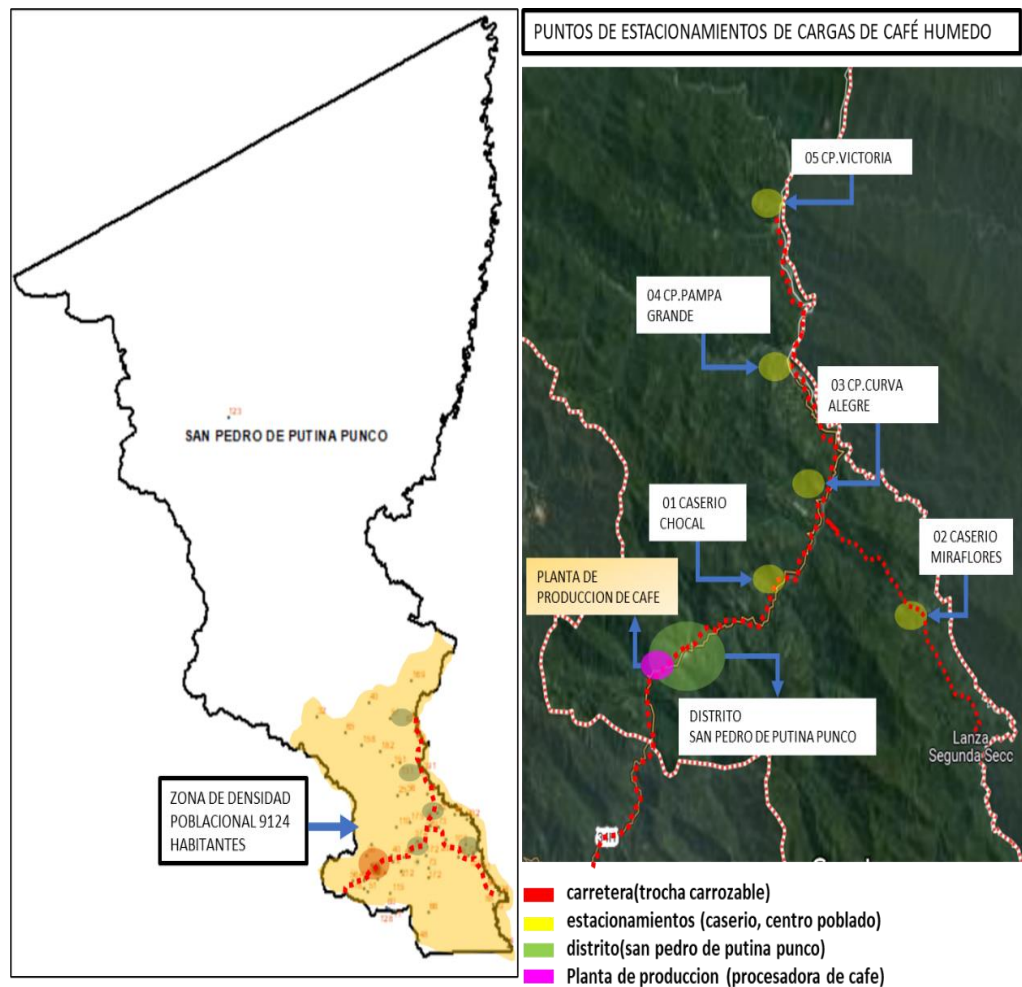 123
SAN PEDRO DE PUTINA PUNCO
ZONA DE DENSIDAD
POBLACIONAL 9124
HABITANTES
PUNTOS DE ESTACIONAMIENTOS DE CARGAS DE CAFÉ HUMEDO
05 CP.VICTORIA
04 CP.PAMPA
GRANDE
03 CP.CURVA
ALEGRE
01 CASERIO
CHOCAL
02 CASERIO
MIRAFLORES
PLANTA DE
PRODUCCION DE CAFE
DISTRITO
SAN PEDRO DE PUTINA PUNCO
Lanza
Segunda Secc
carretera(trocha carrozable)
estacionamientos (caserio, centro poblado)
distrito(san pedro de putina punco)
Planta de produccion (procesadora de cafe)